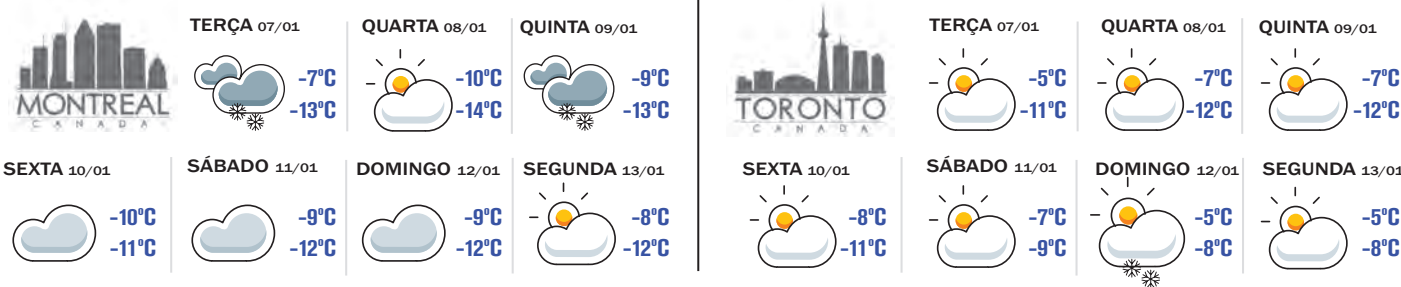 MONTREAL
CANADA
TERÇA 07/01
-7ºC
-13ºC
QUARTA 08/01
-10ºC
-14ºC
QUINTA 09/01
-9ºC
-13ºC
SEXTA 10/01
-10ºC
-11ºC
SÁBADO 11/01
-9ºC
-12ºC
DOMINGO 12/01
-9ºC
-12ºC
SEGUNDA 13/01
-8ºC
-12ºC
TORONTO
CANADA
TERÇA 07/01
-5ºC
-11ºC
QUARTA 08/01
-7ºC
-12ºC
QUINTA 09/01
-7ºC
-12ºC
SEXTA 10/01
-8ºC
-11ºC
SÁBADO 11/01
-7ºC
-9ºC
DOMINGO 12/01
-5ºC
-8ºC
SEGUNDA 13/01
-5ºC
-8ºC